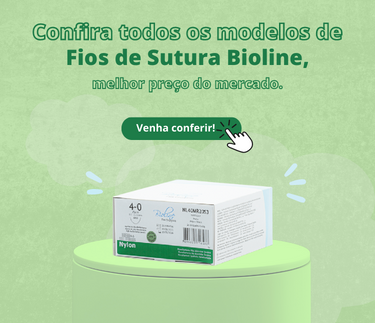 Confira todos os modelos de
Fios de Sutura Bioline,
melhor preço do mercado.
Venha conferir!
4-0
Nylon